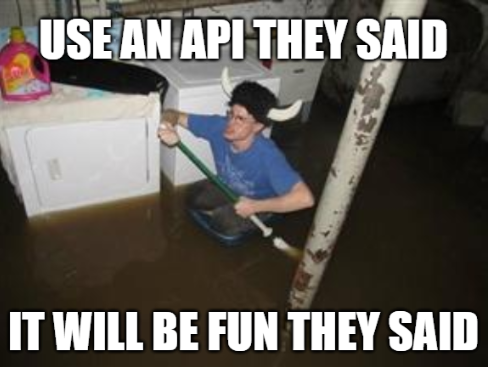 USE AN API THEY SAID
IT WILL BE FUN THEY SAID